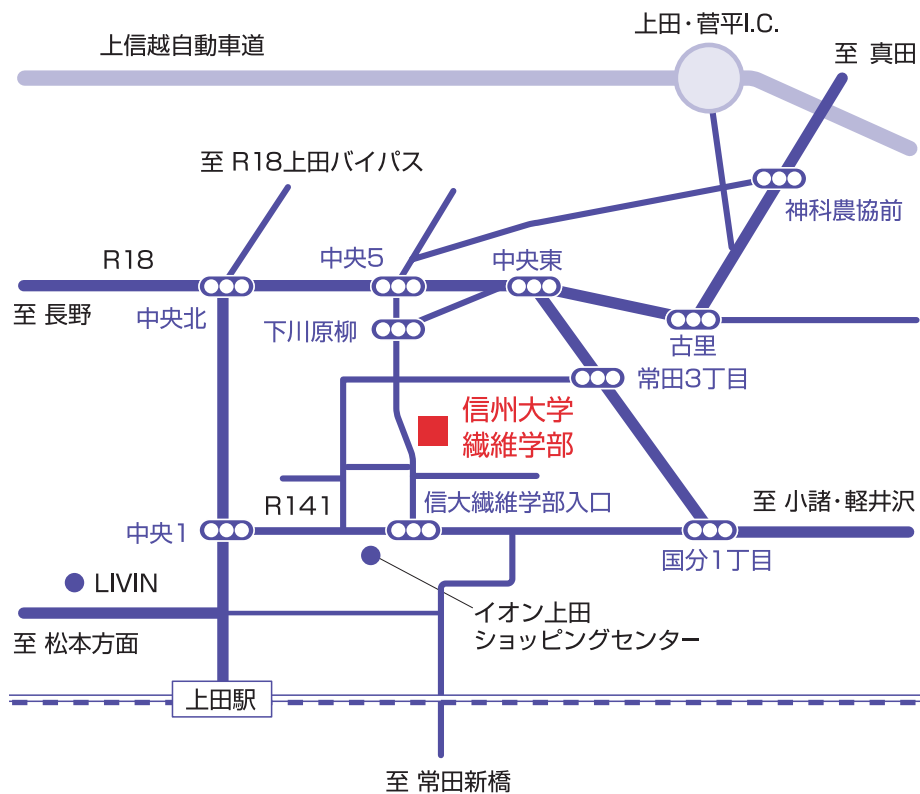 上田・菅平I.C.
上信越自動車道
至 真田
至 R18上田バイパス
神科農協前
R18
中央5
中央東
至 長野
中央北
下川原柳
古里
常田3丁目
信州大学
繊維学部
R141
信大繊維学部入口
至 小諸・軽井沢
中央1
国分1丁目
LIVIN
イオン上田
ショッピングセンター
至 松本方面
上田駅
至 常田新橋